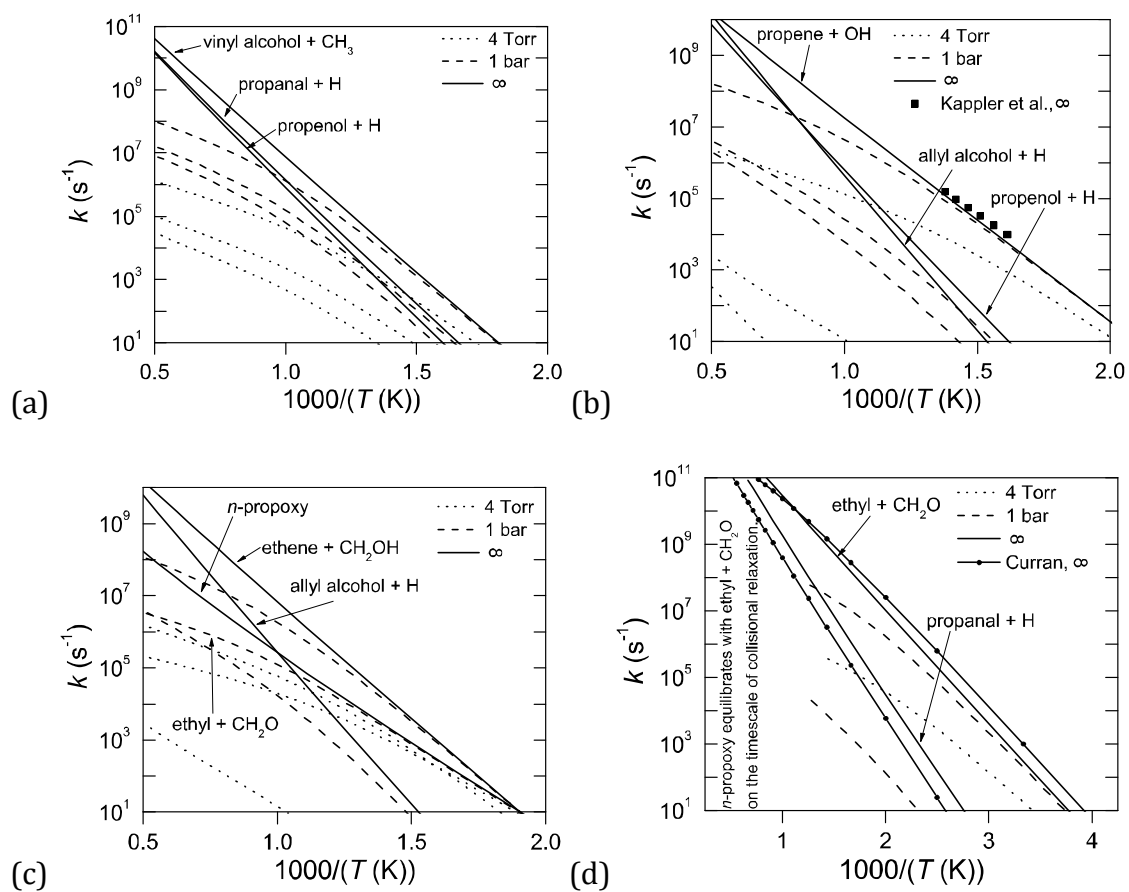 10^11
10^9
10^7
10^5
10^3
10^1
k (s^-1)
vinyl alcohol + CH_3
propanal + H
propenol + H
4 Torr
1 bar
∞
0.5
1.0
1.5
2.0
1000/(T (K))
(a)
10^9
10^7
10^5
10^3
10^1
k (s^-1)
propene + OH
4 Torr
1 bar
∞
Kappler et al., ∞
allyl alcohol + H
propenol + H
0.5
1.0
1.5
2.0
1000/(T (K))
(b)
10^9
10^7
10^5
10^3
10^1
k (s^-1)
n-propoxy
ethene + CH_2OH
allyl alcohol + H
ethyl + CH_2O
4 Torr
1 bar
∞
0.5
1.0
1.5
2.0
1000/(T (K))
(c)
10^11
10^9
10^7
10^5
10^3
10^1
k (s^-1)
n-propoxy equilibrates with ethyl + CH_2O
on the timescale of collisional relaxation.
ethyl + CH_2O
4 Torr
1 bar
∞
Curran, ∞
propanal + H
1
2
3
4
1000/(T (K))
(d)